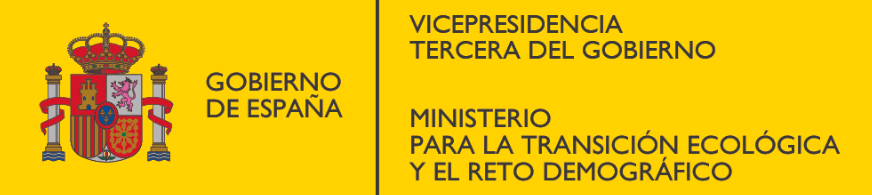 GOBIERNO
DE ESPAÑA
VICEPRESIDENCIA
TERCERA DEL GOBIERNO
MINISTERIO
PARA LA TRANSICIÓN ECOLÓGICA
Y EL RETO DEMOGRÁFICO